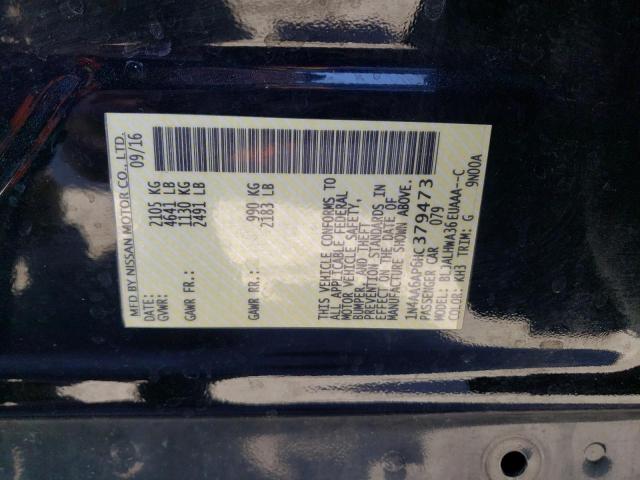 MFD BY NISSAN MOTOR CO., LTD.
09/16
GVWR: 2105 KG
4641 LB
GAWR FR.: 1130 KG
2491 LB
GAWR RR: 990 KG
2183 LB
THIS VEHICLE CONFORMS TO
ALL APPLICABLE FEDERAL
MOTOR VEHICLE SAFETY,
BUMPER, AND THEFT
PREVENTION STANDARDS IN
EFFECT ON THE DATE OF
MANUFACTURE SHOWN ABOVE.
1N4AA6AP6HC379473
PASSENGER CAR 079
MODEL: BLJALHWA36EUAAA--C
COLOR: KH3 TRIM: G 9N00A